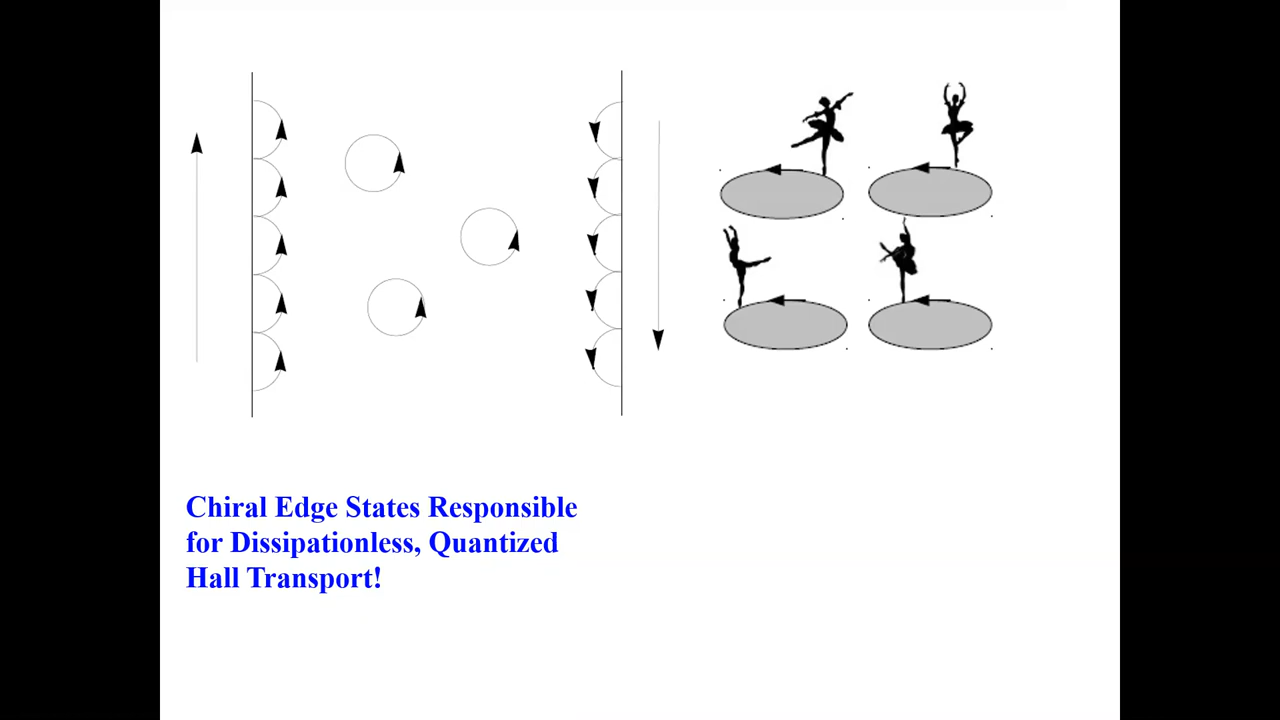 Chiral Edge States Responsible
for Dissipationless, Quantized
Hall Transport!